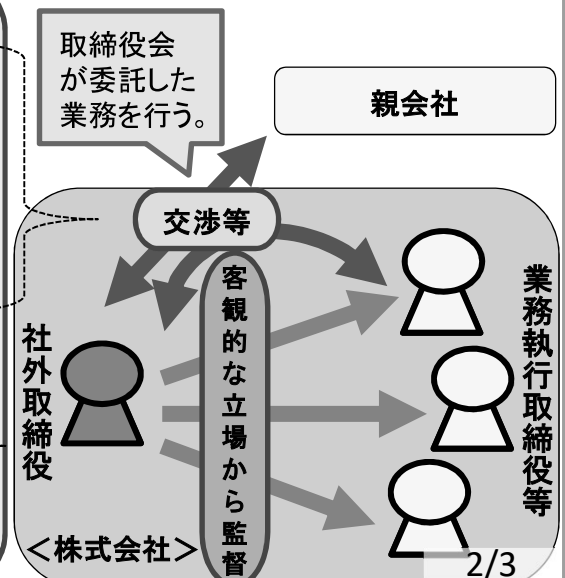 取締役会
が委託した
業務を行う。
親会社
交渉等
客観的な立場から監督
社外取締役
業務執行取締役等
＜株式会社＞
2/3